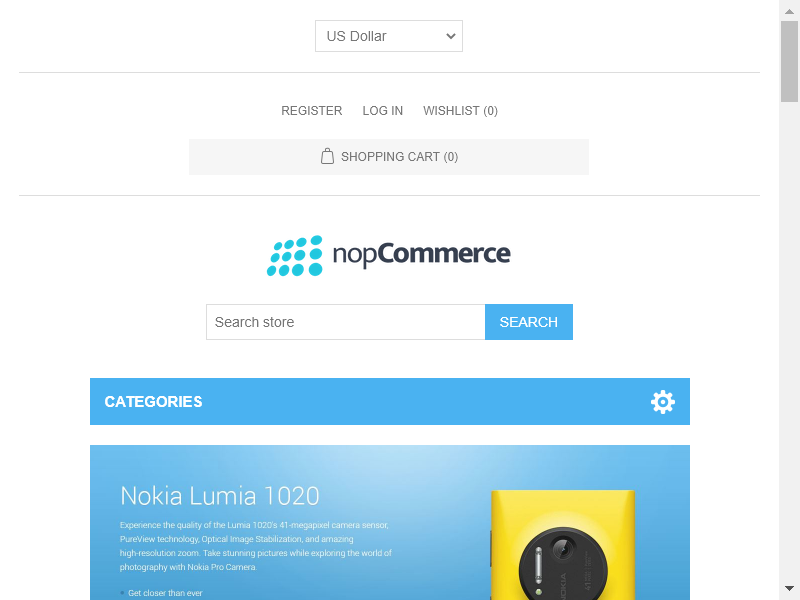 US Dollar
REGISTER LOG IN WISHLIST (0)
SHOPPING CART (0)
nopCommerce
Search store SEARCH
CATEGORIES
Nokia Lumia 1020
Experience the quality of the Lumia 1020's 41-megapixel camera sensor,
PureView technology, Optical Image Stabilization, and amazing
high-resolution zoom. Take stunning pictures while exploring the world of
photography with Nokia Pro Camera.
Get closer than ever
NOKIA